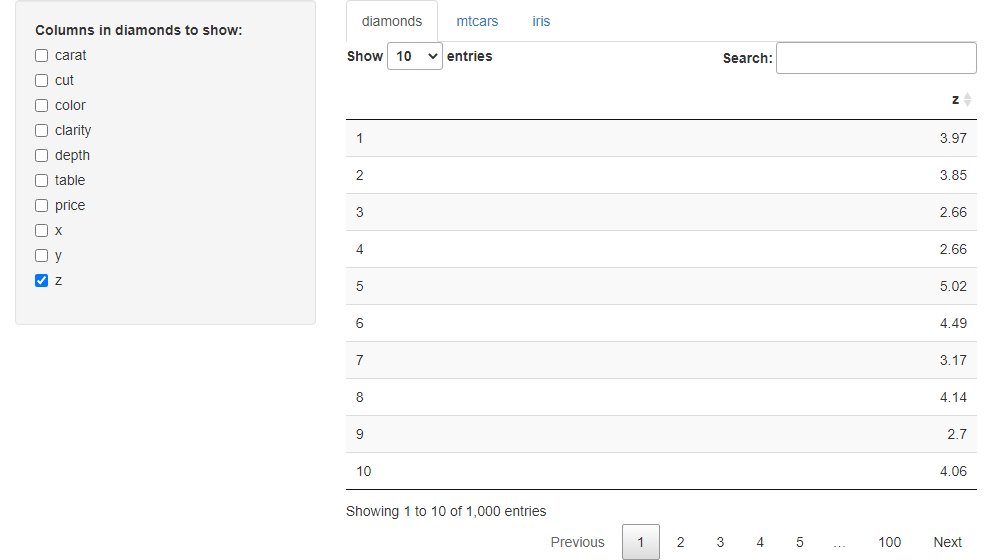 Columns in diamonds to show:
carat
cut
color
clarity
depth
table
price
x
y
z
diamonds mtcars iris
Show 10 entries Search:
z
1 3.97
2 3.85
3 2.66
4 2.66
5 5.02
6 4.49
7 3.17
8 4.14
9 2.7
10 4.06
Showing 1 to 10 of 1,000 entries
Previous 1 2 3 4 5 … 100 Next